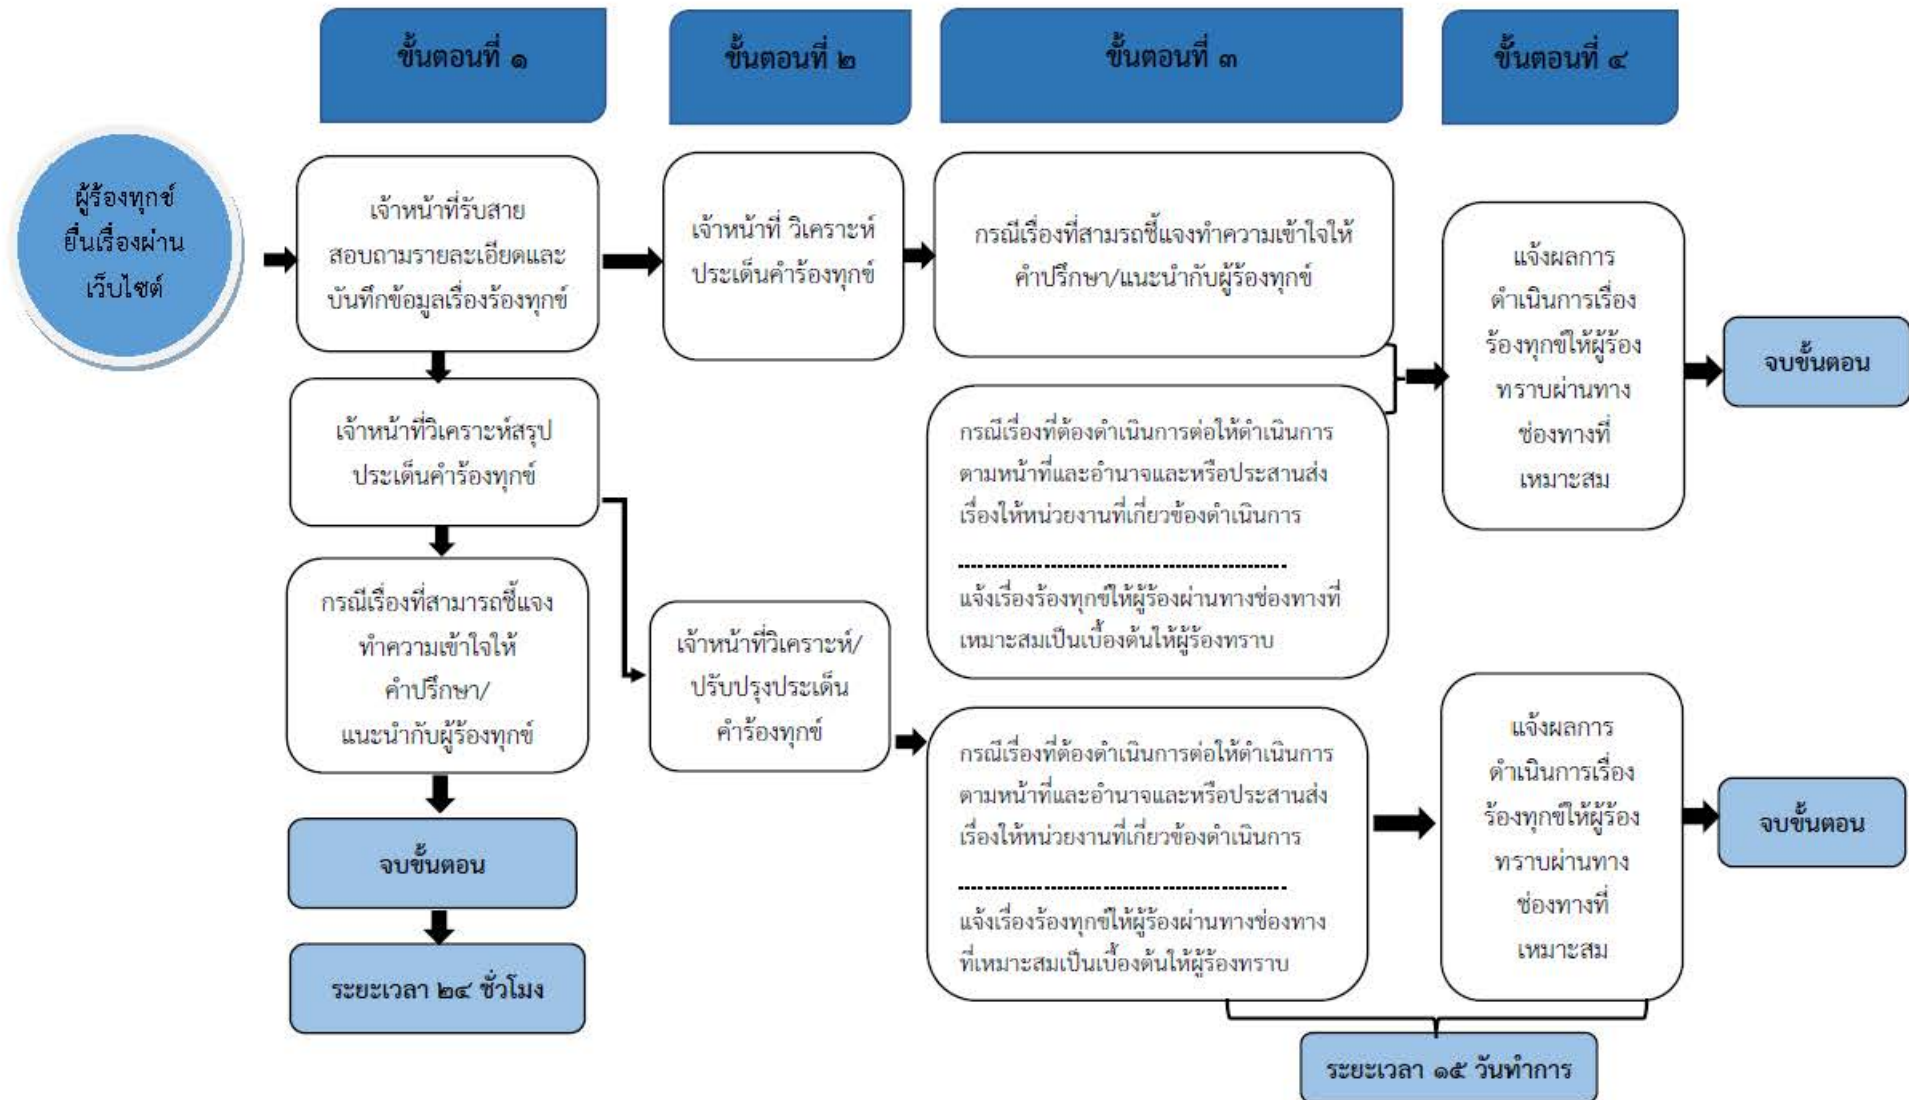 ขั้นตอนที่ ๑
ขั้นตอนที่ ๒
ขั้นตอนที่ ๓
ขั้นตอนที่ ๔
ผู้ร้องทุกข์
ยื่นเรื่องผ่าน
เว็บไซต์
เจ้าหน้าที่รับสาย
สอบถามรายละเอียดและ
บันทึกข้อมูลเรื่องร้องทุกข์
เจ้าหน้าที่ วิเคราะห์
ประเด็นคำร้องทุกข์
กรณีเรื่องที่สามรถชี้แจงทำความเข้าใจให้
คำปรึกษา/แนะนำกับผู้ร้องทุกข์
แจ้งผลการ
ดำเนินการเรื่อง
ร้องทุกข์ให้ผู้ร้อง
ทราบผ่านทาง
ช่องทางที่
เหมาะสม
จบขั้นตอน
เจ้าหน้าที่วิเคราะห์สรุป
ประเด็นคำร้องทุกข์
กรณีเรื่องที่ต้องดำเนินการต่อให้ดำเนินการ
ตามหน้าที่และอำนาจและหรือประสานส่ง
เรื่องให้หน่วยงานที่เกี่ยวข้องดำเนินการ
แจ้งเรื่องร้องทุกข์ให้ผู้ร้องผ่านทางช่องทางที่
เหมาะสมเป็นเบื้องต้นให้ผู้ร้องทราบ
กรณีเรื่องที่สามารถชี้แจง
ทำความเข้าใจให้
คำปรึกษา/
แนะนำกับผู้ร้องทุกข์
เจ้าหน้าที่วิเคราะห์/
ปรับปรุงประเด็น
คำร้องทุกข์
กรณีเรื่องที่ต้องดำเนินการต่อให้ดำเนินการ
ตามหน้าที่และอำนาจและหรือประสานส่ง
เรื่องให้หน่วยงานที่เกี่ยวข้องดำเนินการ
แจ้งเรื่องร้องทุกข์ให้ผู้ร้องผ่านทางช่องทาง
ที่เหมาะสมเป็นเบื้องต้นให้ผู้ร้องทราบ
แจ้งผลการ
ดำเนินการเรื่อง
ร้องทุกข์ให้ผู้ร้อง
ทราบผ่านทาง
ช่องทางที่
เหมาะสม
จบขั้นตอน
จบขั้นตอน
ระยะเวลา ๒๔ ชั่วโมง
ระยะเวลา ๑๕ วันทำการ